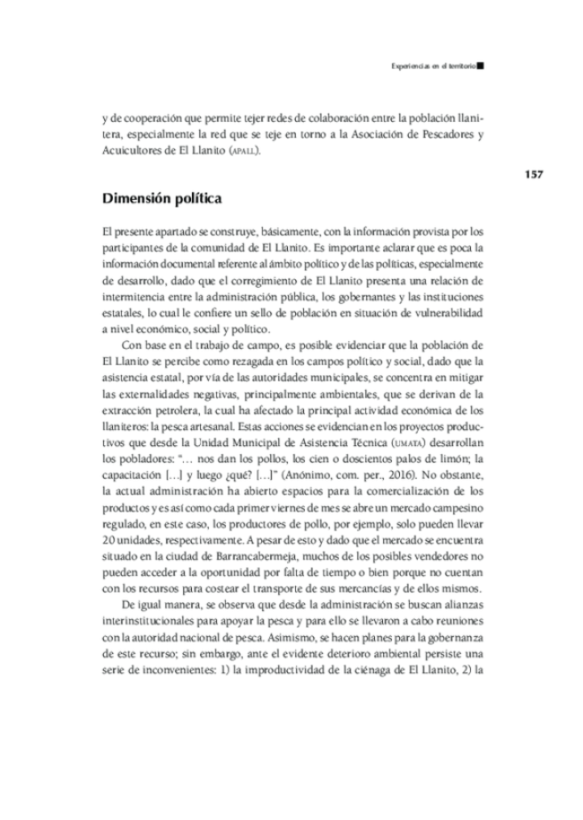 Experiencias en el territorio
y de cooperación que permite tejer redes de colaboración entre la población llani-
tera, especialmente la red que se teje en torno a la Asociación de Pescadores y
Acuicultores de El Llanito (APALL).
157
Dimensión política
El presente apartado se construye, básicamente, con la información provista por los
participantes de la comunidad de El Llanito. Es importante aclarar que es poca la
información documental referente al ámbito político y de las políticas, especialmente
de desarrollo, dado que el corregimiento de El Llanito presenta una relación de
intermitencia entre la administración pública, los gobernantes y las instituciones
estatales, lo cual le confiere un sello de población en situación de vulnerabilidad
a nivel económico, social y político.
Con base en el trabajo de campo, es posible evidenciar que la población de
El Llanito se percibe como rezagada en los campos político y social, dado que la
asistencia estatal, por vía de las autoridades municipales, se concentra en mitigar
las externalidades negativas, principalmente ambientales, que se derivan de la
extracción petrolera, la cual ha afectado la principal actividad económica de los
llaniteros: la pesca artesanal. Estas acciones se evidencian en los proyectos produc-
tivos que desde la Unidad Municipal de Asistencia Técnica (UMATA) desarrollan
los pobladores: “… nos dan los pollos, los cien o doscientos palos de limón; la
capacitación […] y luego ¿qué? […]” (Anónimo, com. per., 2016). No obstante,
la actual administración ha abierto espacios para la comercialización de los
productos y es así como cada primer viernes de mes se abre un mercado campesino
regulado, en este caso, los productores de pollo, por ejemplo, solo pueden llevar
20 unidades, respectivamente. A pesar de esto y dado que el mercado se encuentra
situado en la ciudad de Barrancabermeja, muchos de los posibles vendedores no
pueden acceder a la oportunidad por falta de tiempo o bien porque no cuentan
con los recursos para costear el transporte de sus mercancías y de ellos mismos.
De igual manera, se observa que desde la administración se buscan alianzas
interinstitucionales para apoyar la pesca y para ello se llevaron a cabo reuniones
con la autoridad nacional de pesca. Asimismo, se hacen planes para la gobernanza
de este recurso; sin embargo, ante el evidente deterioro ambiental persiste una
serie de inconvenientes: 1) la improductividad de la ciénaga de El Llanito, 2) la